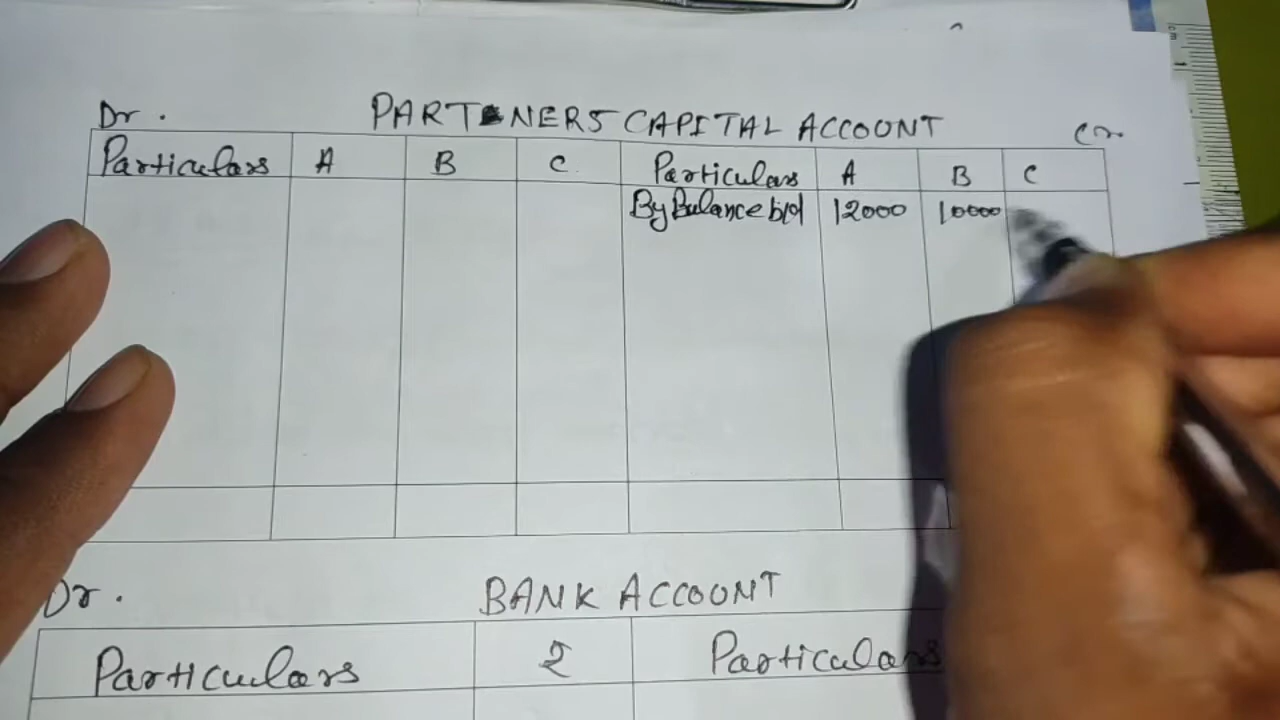 Dr. PARTNERS CAPITAL ACCOUNT Cr.
Particulars A B C Particulars A B C
By Balance b/d 12000 10000
Dr. BANK ACCOUNT
Particulars ₹ Particulars